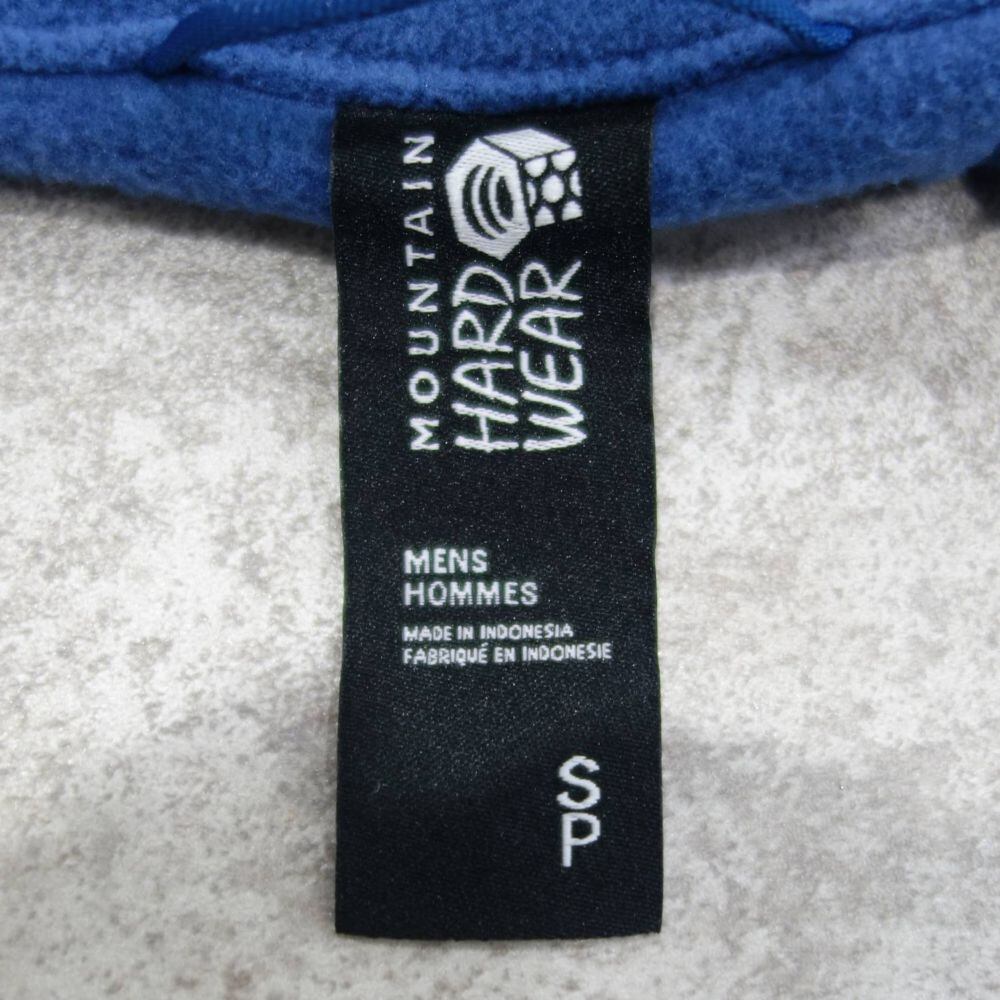 MOUNTAIN
HARD
WEAR
MENS
HOMMES
MADE IN INDONESIA
FABRIQUÉ EN INDONESIE
S
P